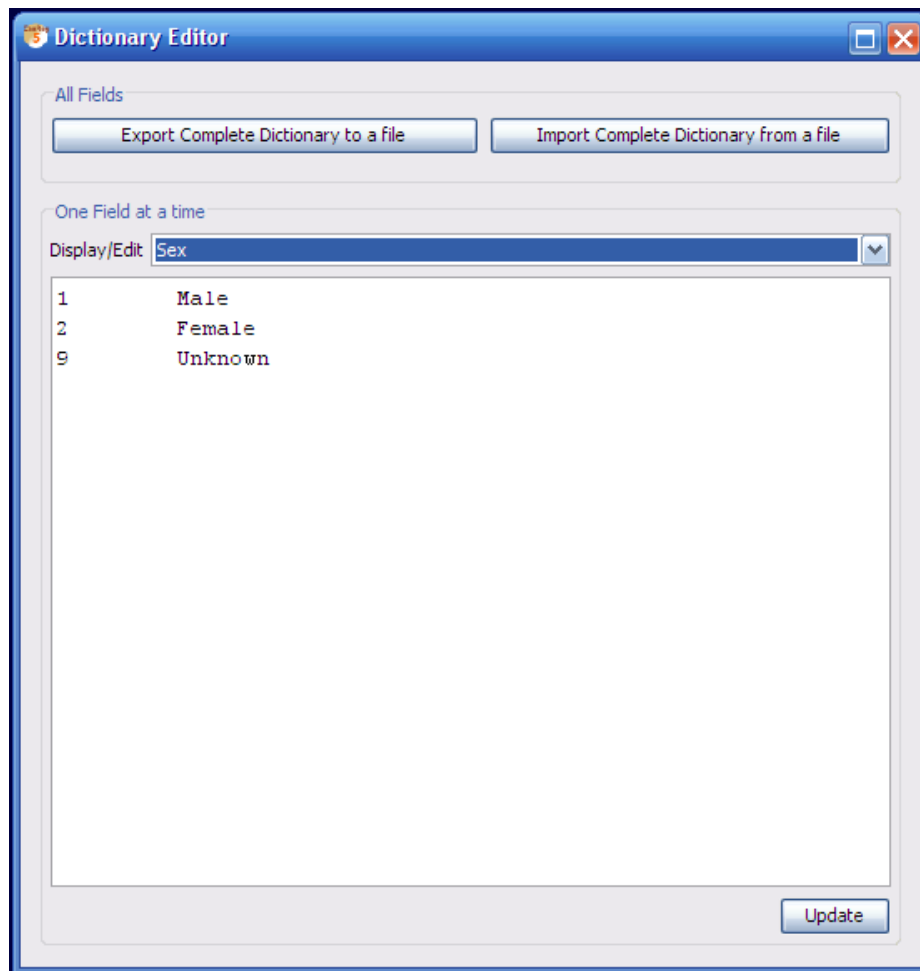 Dictionary Editor
All Fields
Export Complete Dictionary to a file Import Complete Dictionary from a file
One Field at a time
Display/Edit Sex
1 Male
2 Female
9 Unknown
Update